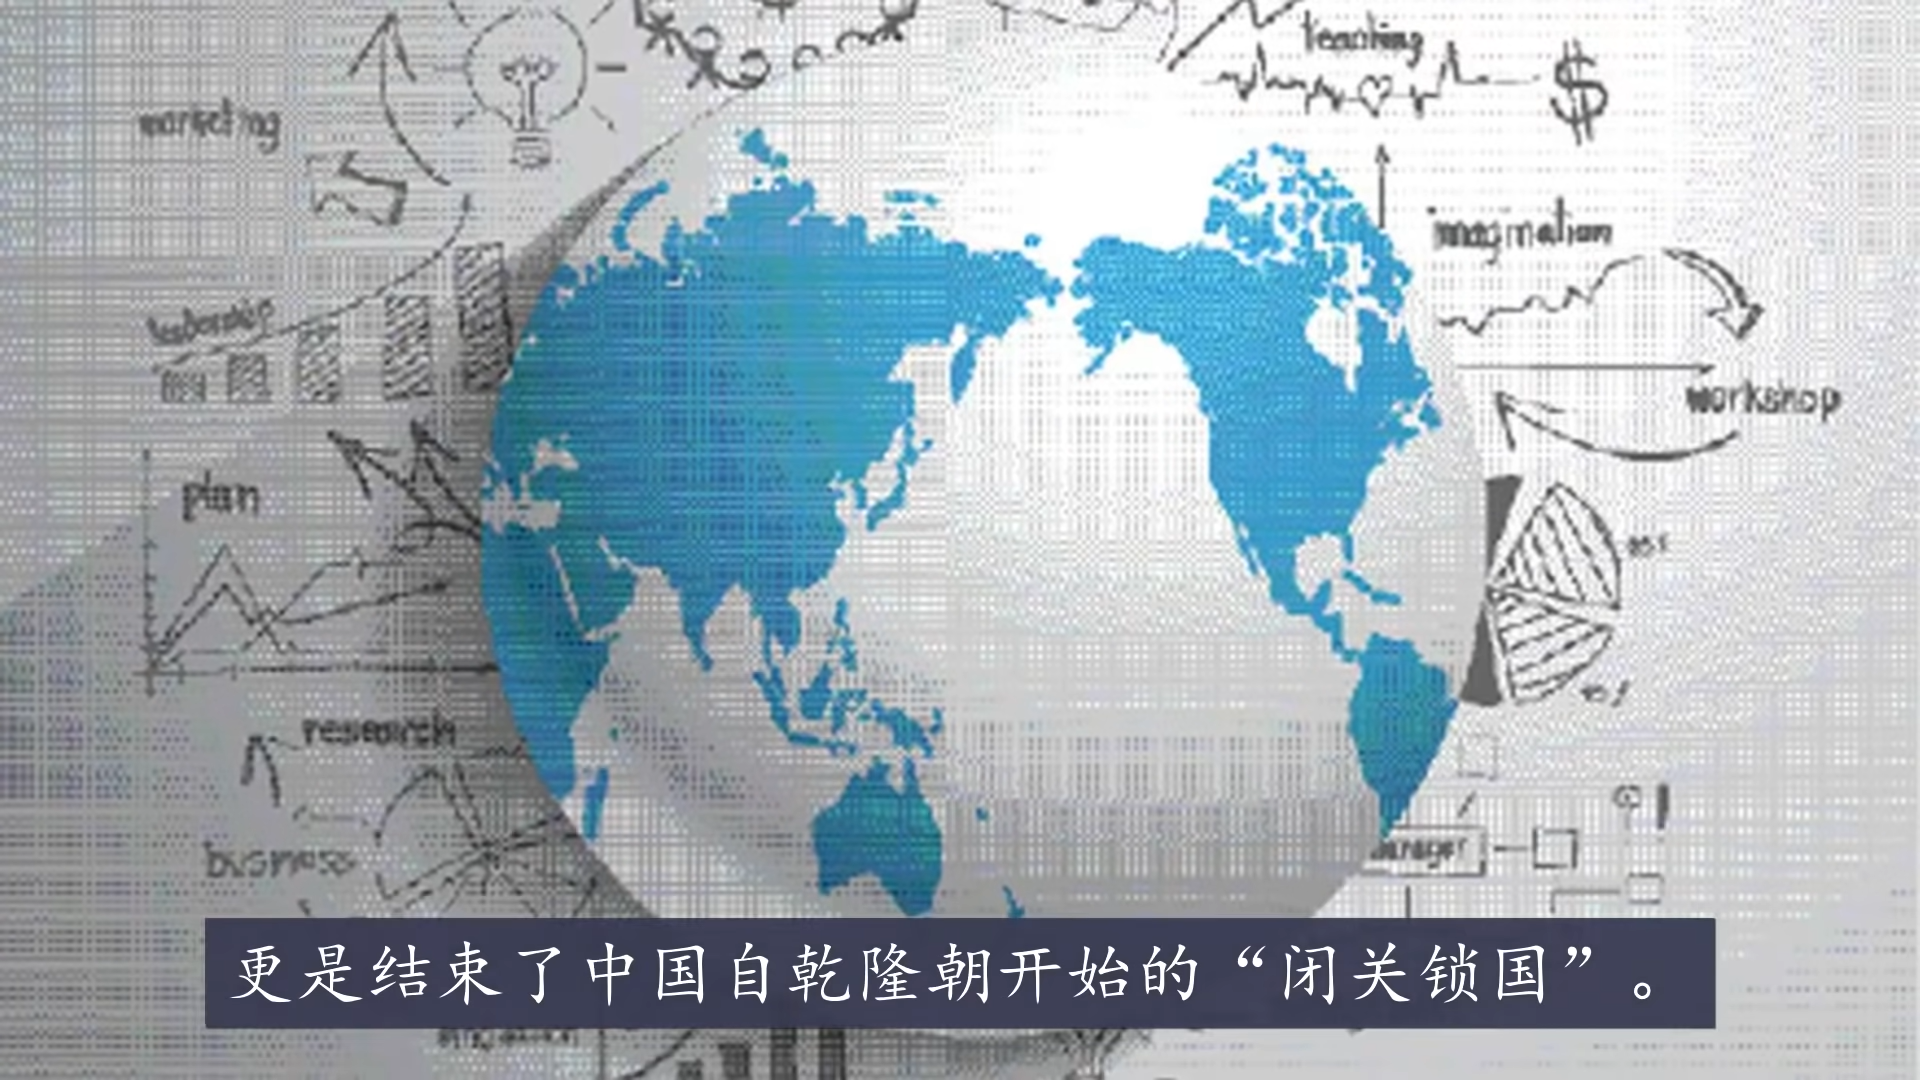 teaching
$
marketing
imagination
leadership
workshop
plan
research
business
更是结束了中国自乾隆朝开始的“闭关锁国”。